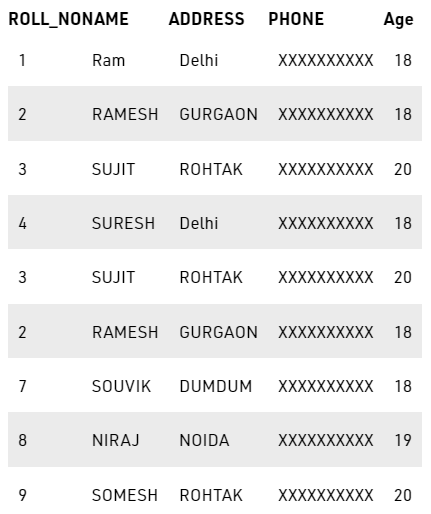 ROLL_NONAME ADDRESS PHONE Age
1 Ram Delhi XXXXXXXXXX 18
2 RAMESH GURGAON XXXXXXXXXX 18
3 SUJIT ROHTAK XXXXXXXXXX 20
4 SURESH Delhi XXXXXXXXXX 18
3 SUJIT ROHTAK XXXXXXXXXX 20
2 RAMESH GURGAON XXXXXXXXXX 18
7 SOUVIK DUMDUM XXXXXXXXXX 18
8 NIRAJ NOIDA XXXXXXXXXX 19
9 SOMESH ROHTAK XXXXXXXXXX 20